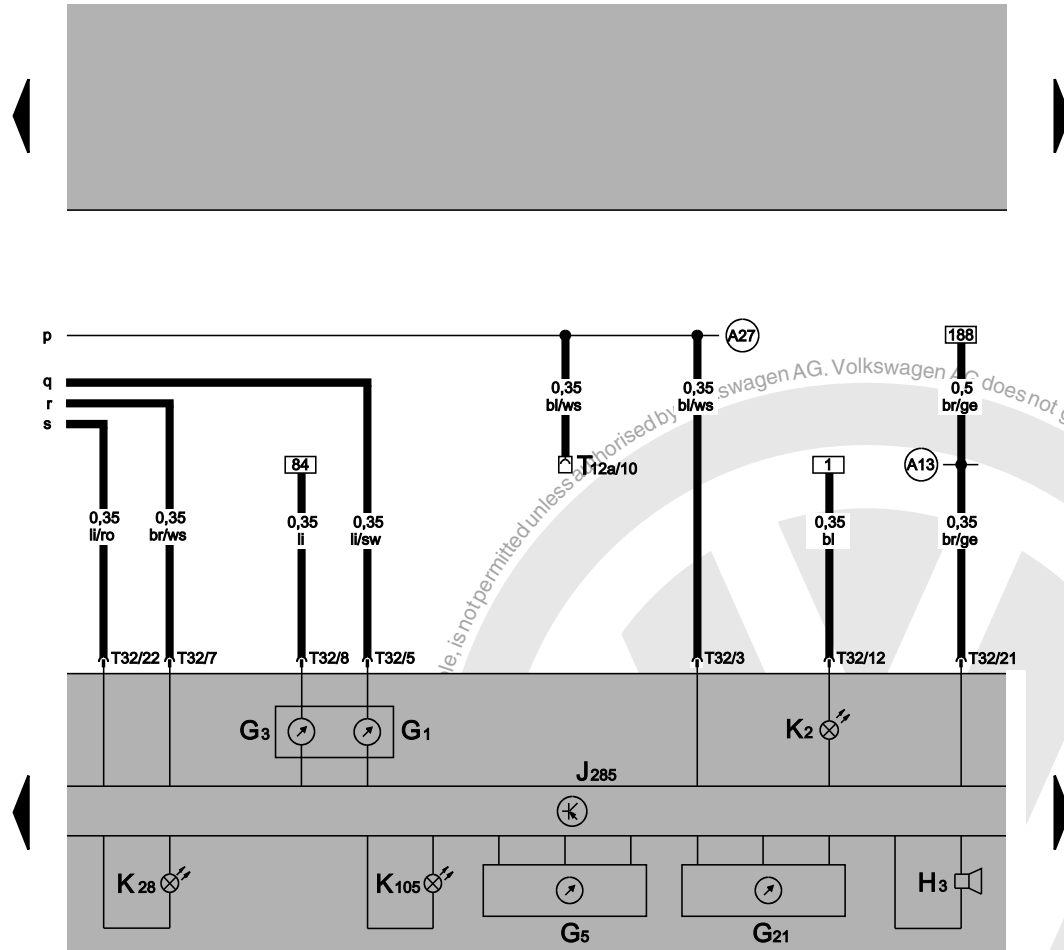 p
A27
188
q
r
s
0,35
bl/ws
0,35
bl/ws
0,5
br/ge
swagen AG. Volkswagen AG does not g
84
T12a/10
1
A13
0,35
li/ro
0,35
br/ws
0,35
li
0,35
li/sw
0,35
bl
0,35
br/ge
ole, is not permitted unless authorised by
T32/22
T32/7
T32/8
T32/5
T32/3
T32/12
T32/21
G3
G1
K2
J285
K28
K105
H3
G5
G21